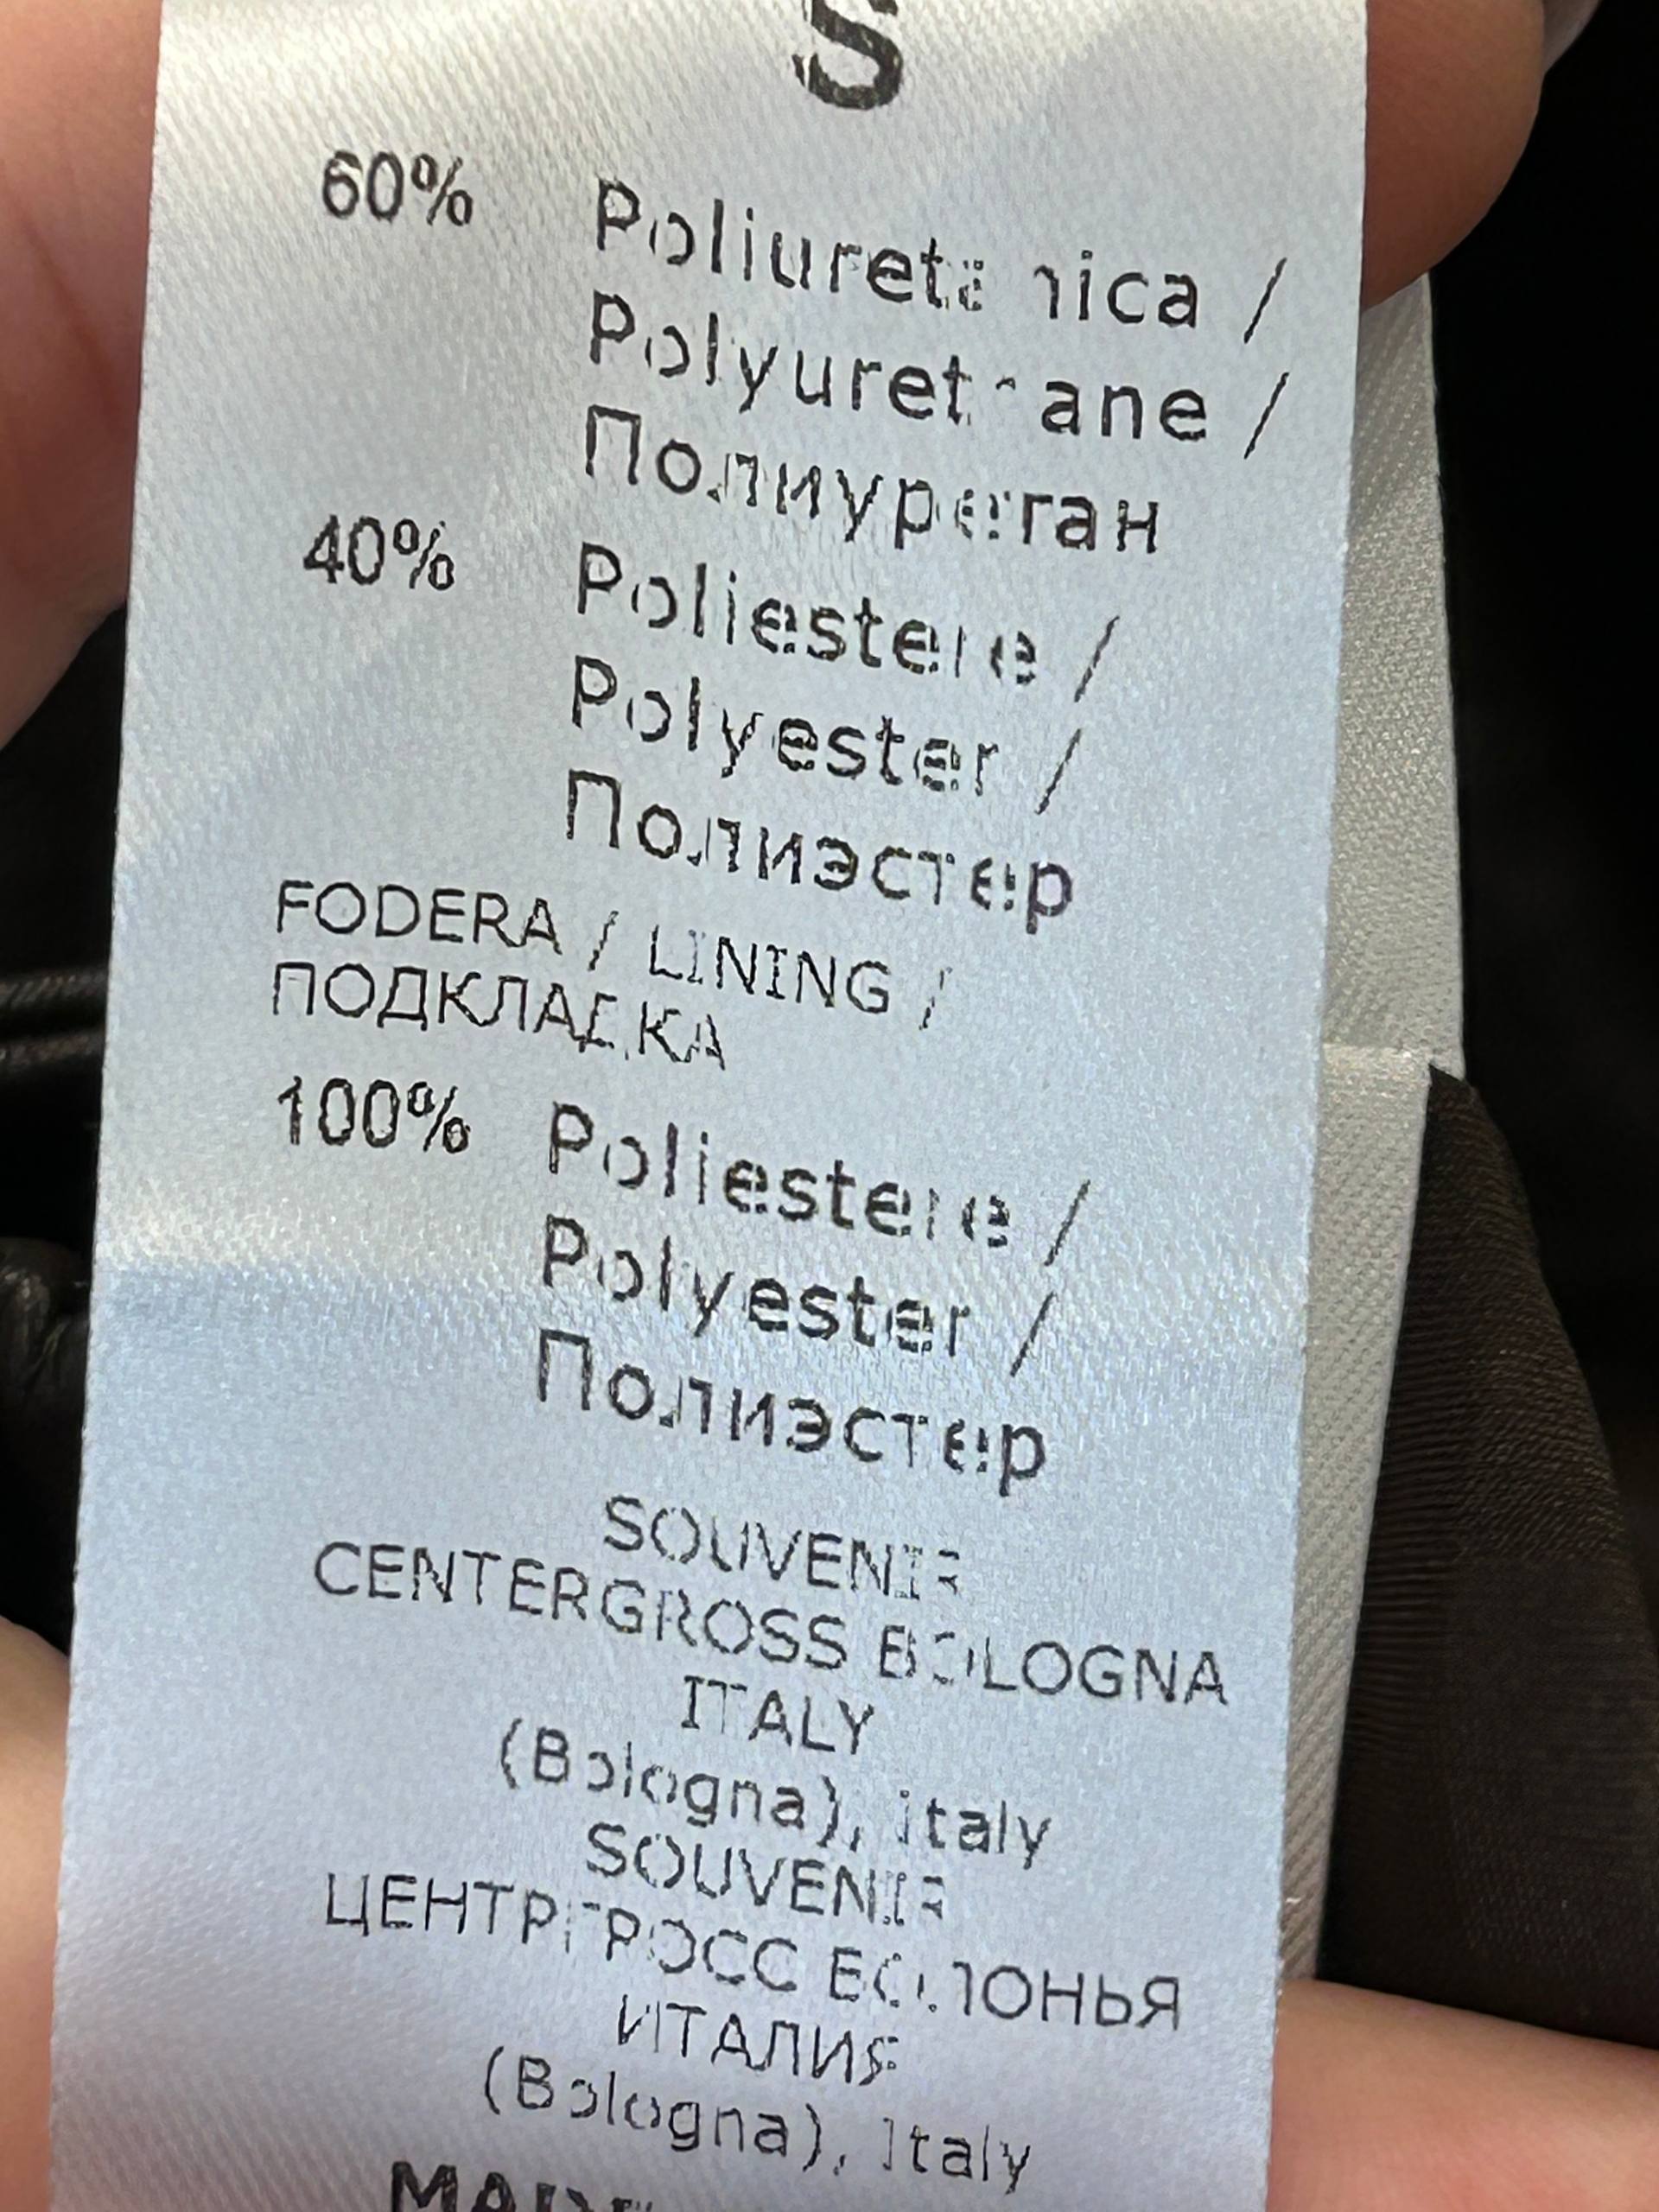 S
60% Poliuretanica /
Polyurethane /
Полиуретан
40% Poliestere /
Polyester /
Полиэстер
FODERA / LINING /
ПОДКЛАДКА
100% Poliestere /
Polyester /
Полиэстер
SOUVENIR
CENTERGROSS BOLOGNA
ITALY
(Bologna), italy
SOUVENIR
ЦЕНТРГРОСС БОЛОНЬЯ
ИТАЛИЯ
(Bologna), Italy